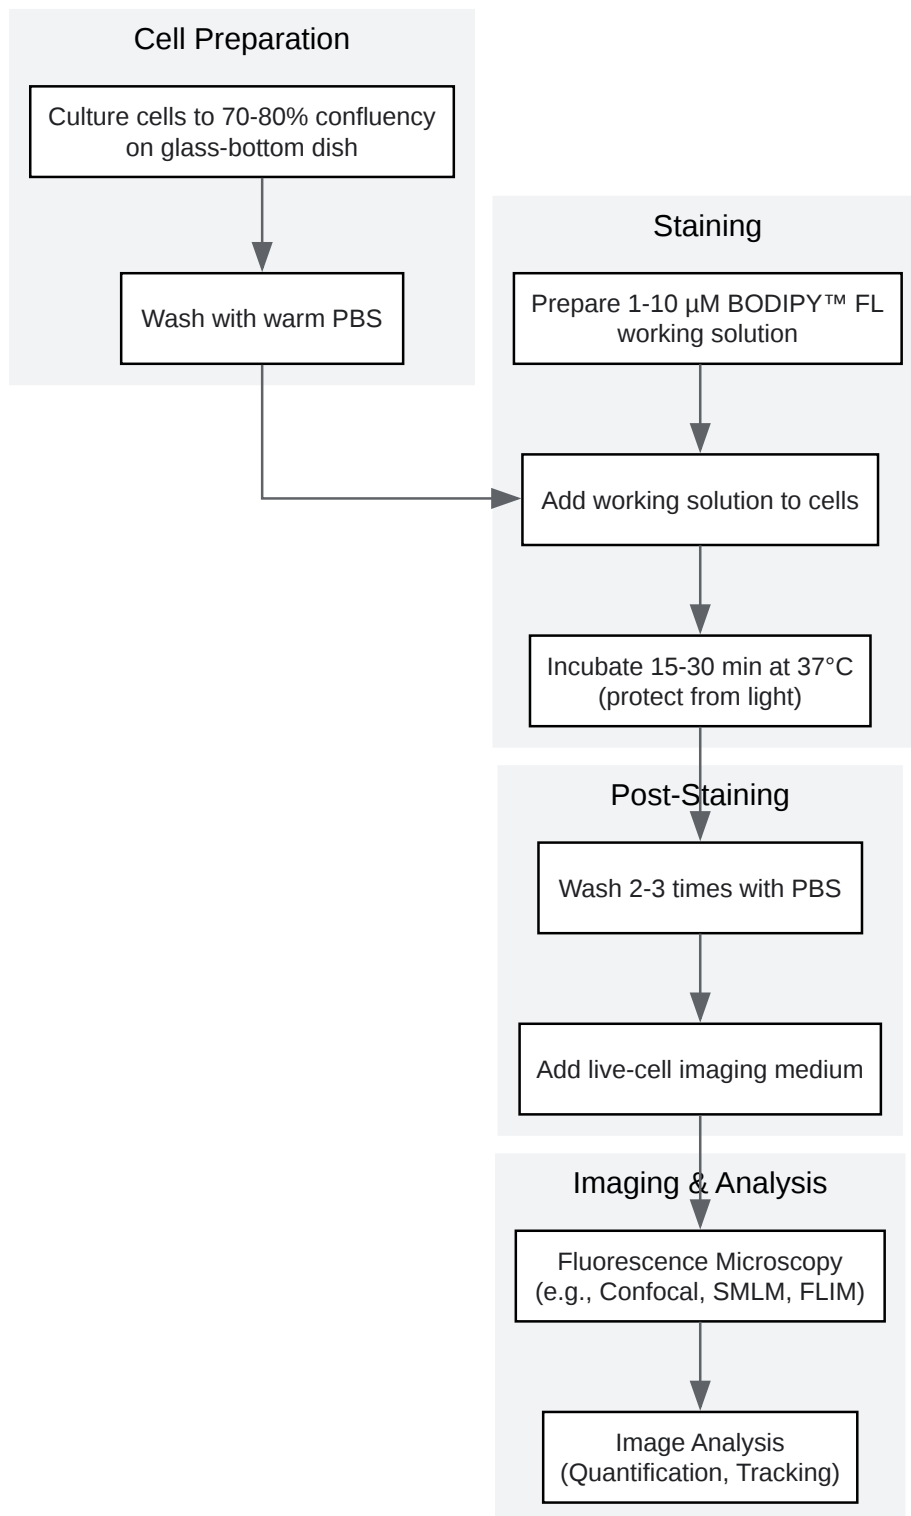 Cell Preparation
Culture cells to 70-80% confluency
on glass-bottom dish
Wash with warm PBS
Staining
Prepare 1-10 µM BODIPY™ FL
working solution
Add working solution to cells
Incubate 15-30 min at 37°C
(protect from light)
Post-Staining
Wash 2-3 times with PBS
Add live-cell imaging medium
Imaging & Analysis
Fluorescence Microscopy
(e.g., Confocal, SMLM, FLIM)
Image Analysis
(Quantification, Tracking)